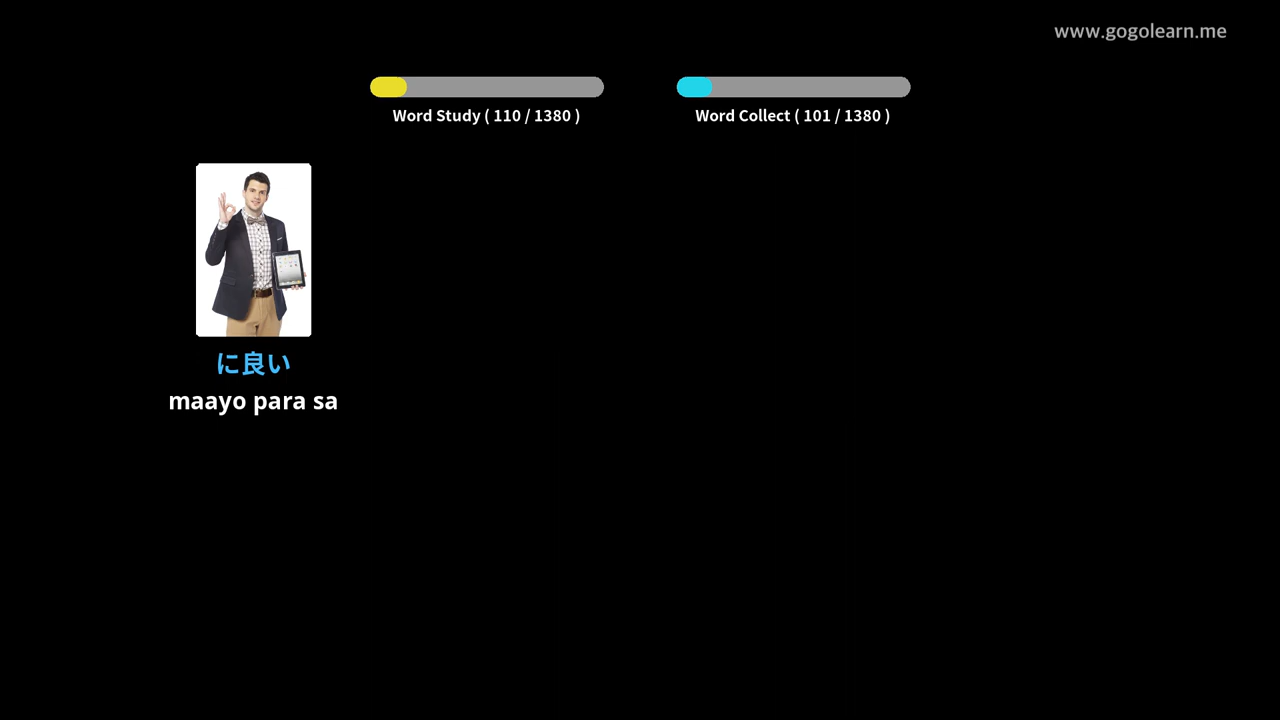 www.gogolearn.me
Word Study ( 110 / 1380 )
Word Collect ( 101 / 1380 )
に良い
maayo para sa